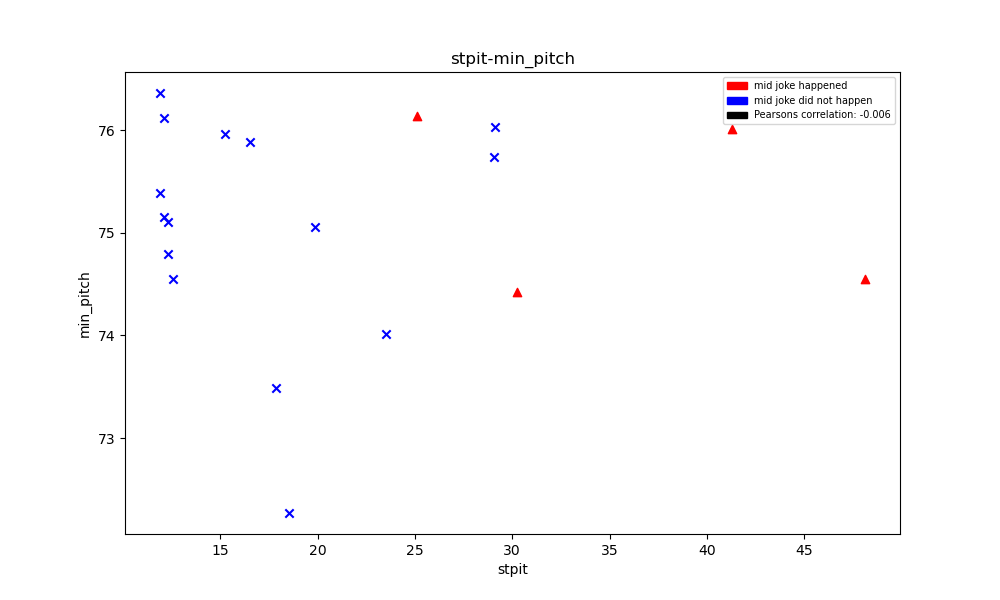 stpit-min_pitch
mid joke happened
mid joke did not happen
Pearsons correlation: -0.006
76
75
74
73
min_pitch
15 20 25 30 35 40 45
stpit